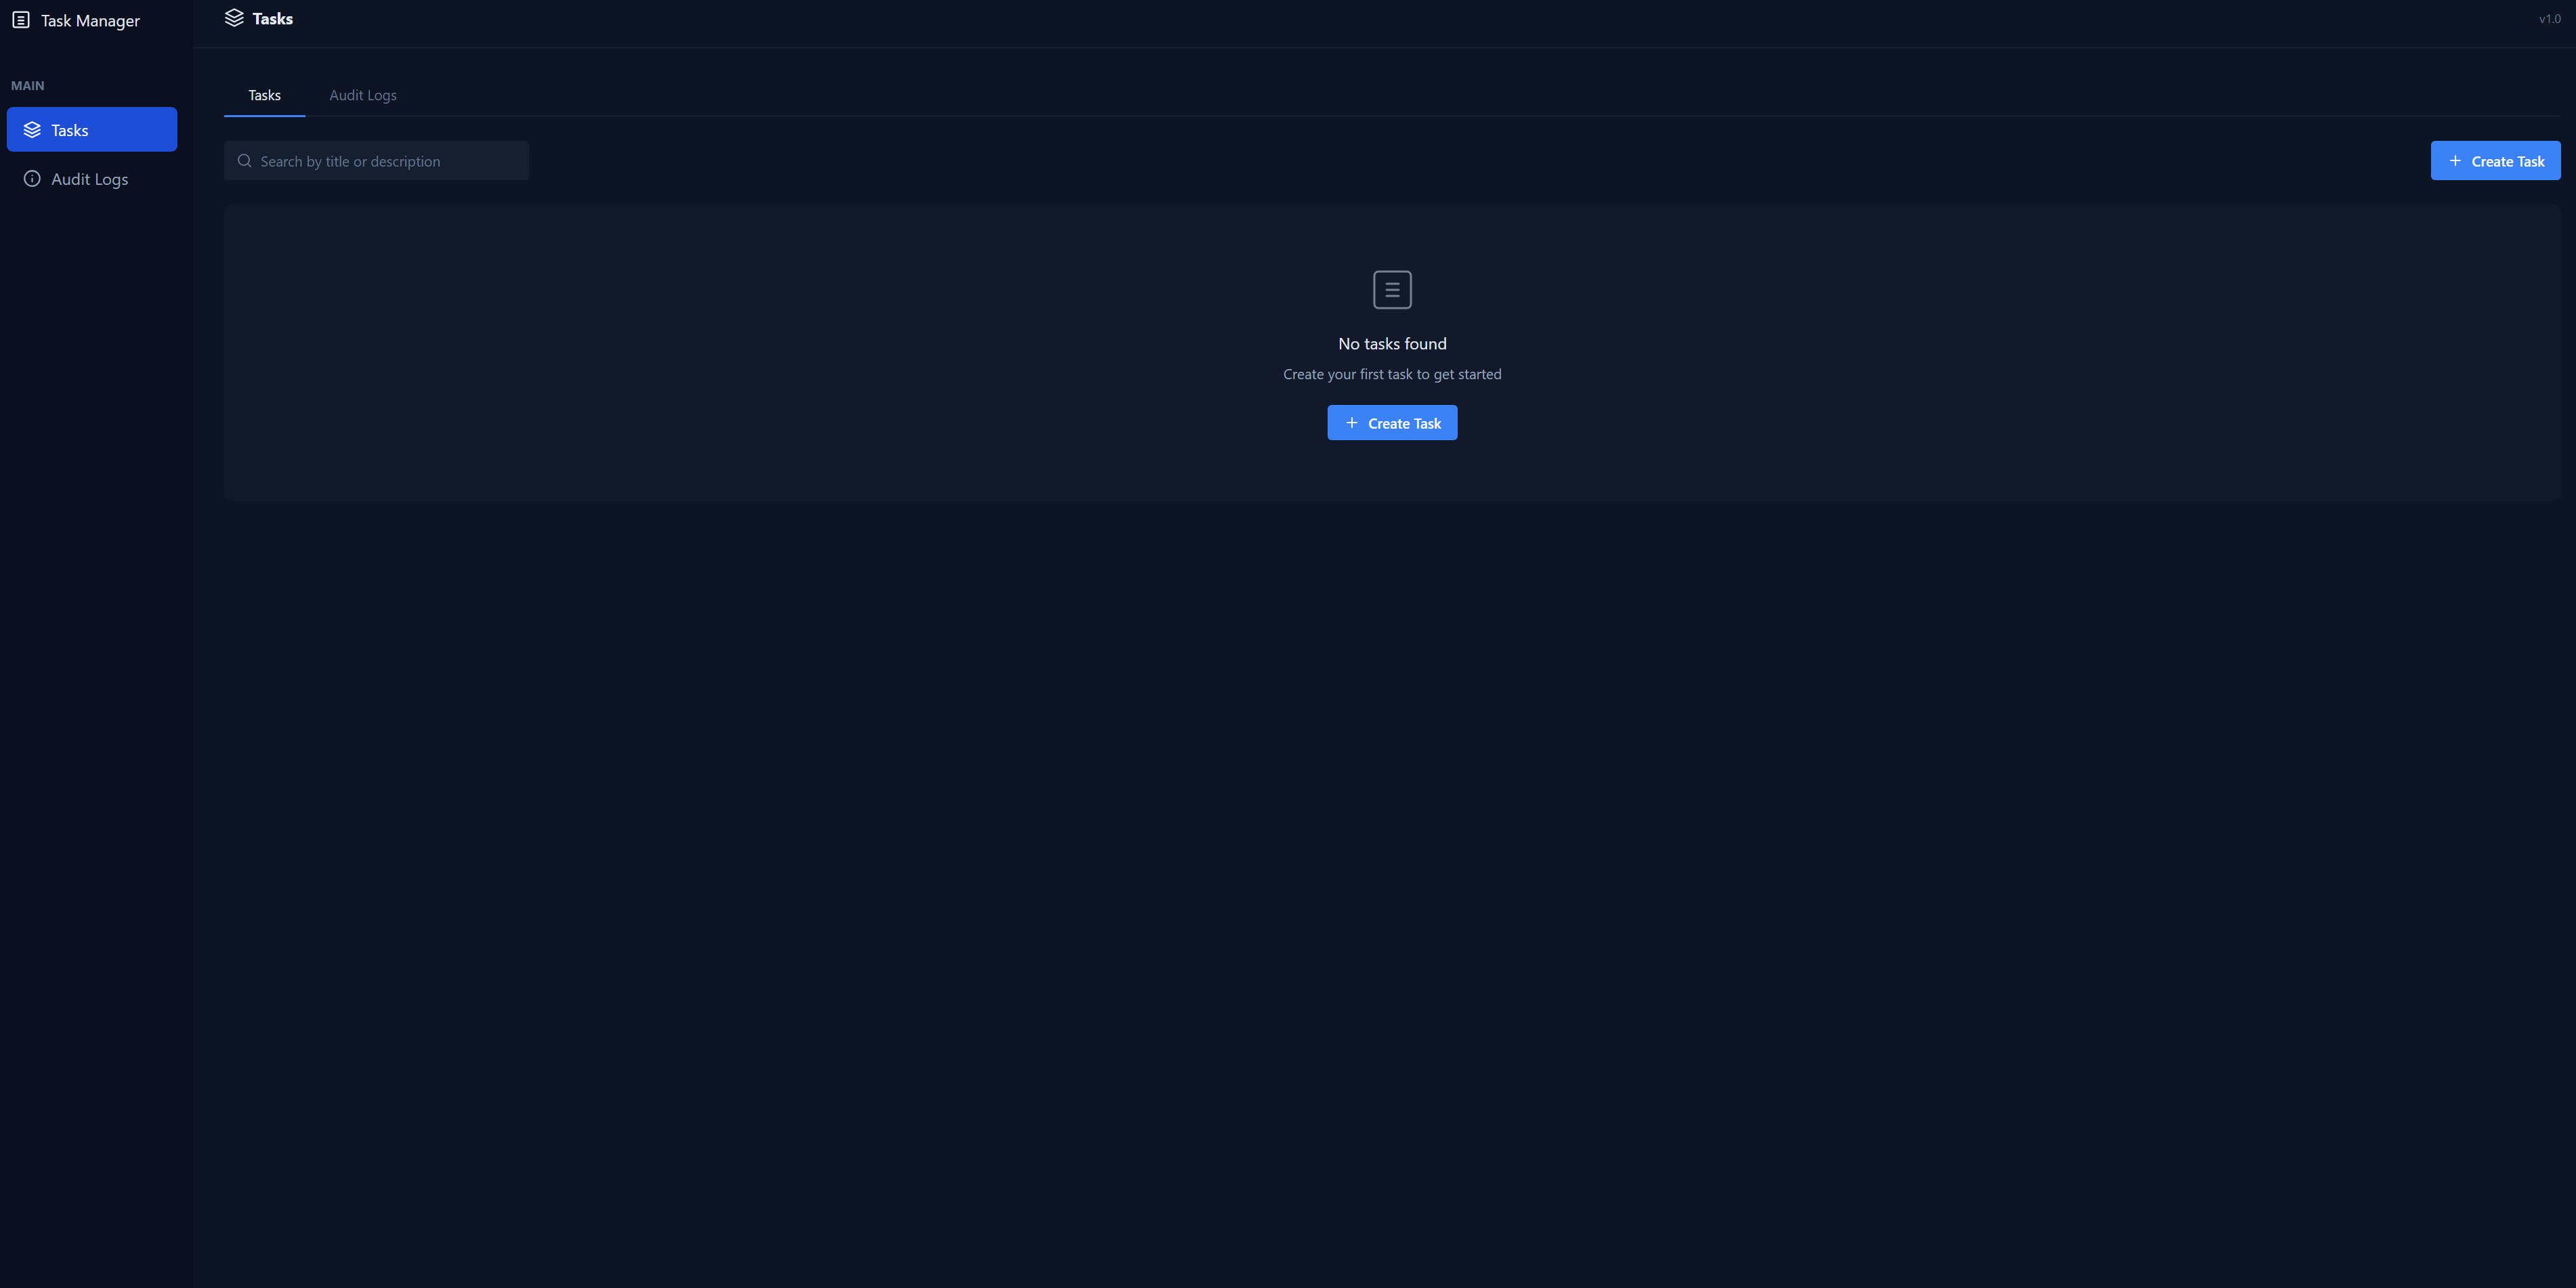 Task Manager
Tasks
v1.0
MAIN
Tasks
Audit Logs
Tasks
Audit Logs
Search by title or description
Create Task
No tasks found
Create your first task to get started
Create Task